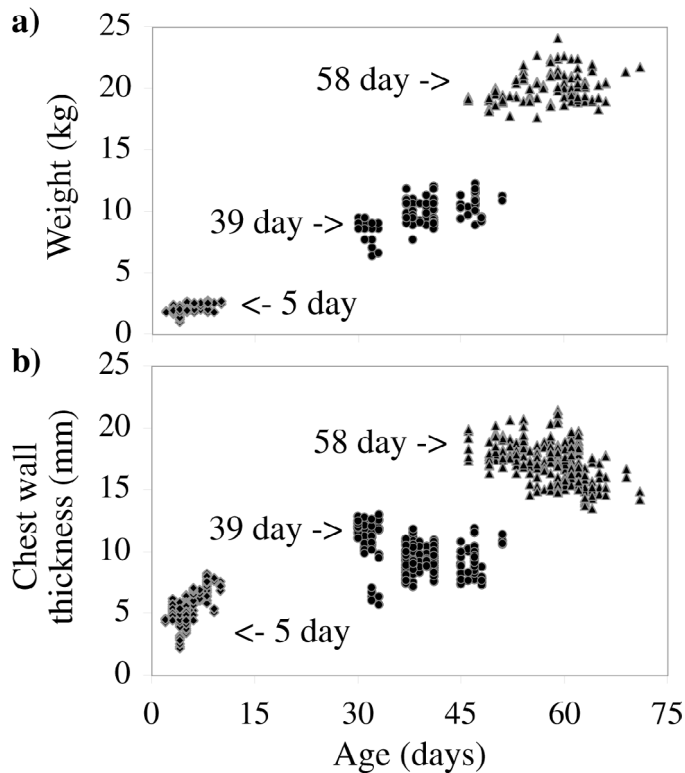 a)
25
20
15
10
5
0
Weight (kg)
58 day ->
39 day ->
<- 5 day
b)
25
20
15
10
5
0
Chest wall
thickness (mm)
58 day ->
39 day ->
<- 5 day
0 15 30 45 60 75
Age (days)